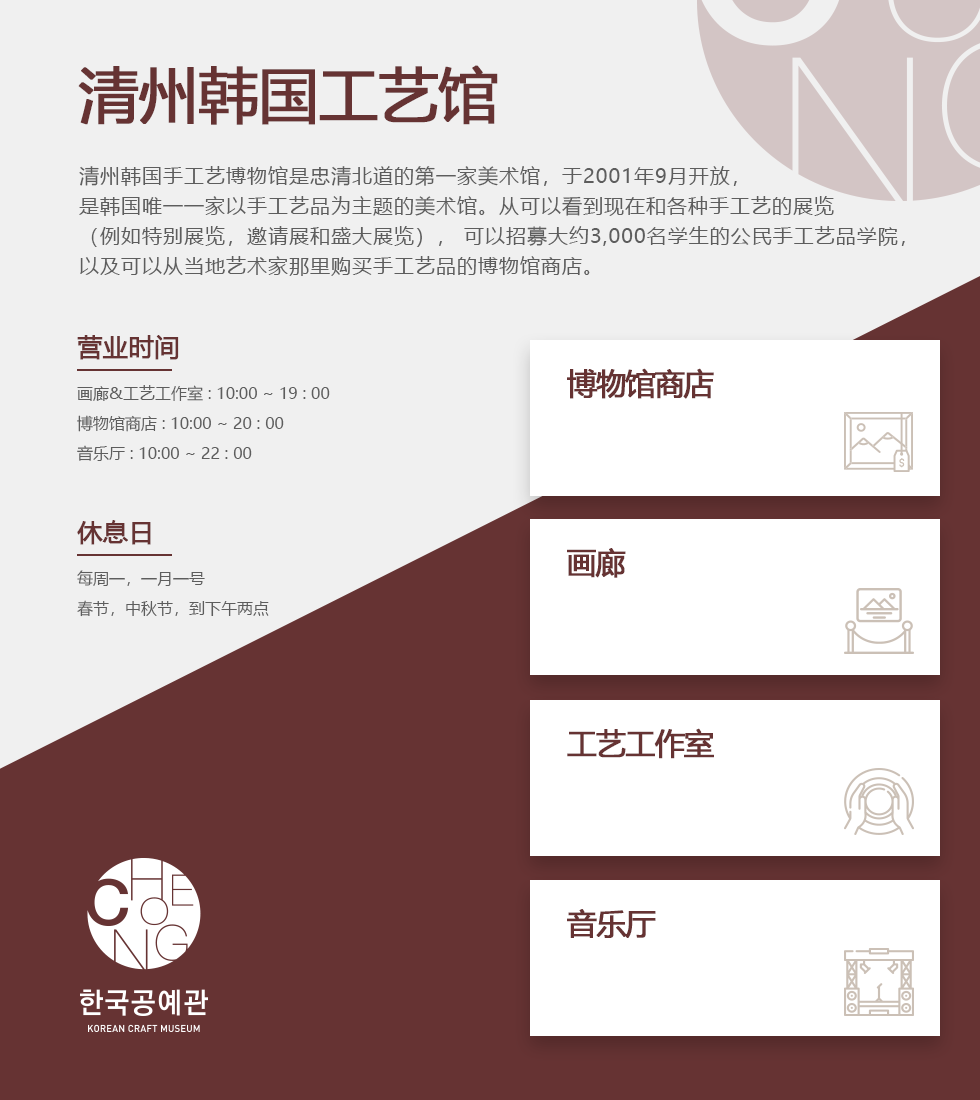 清州韩国工艺馆
清州韩国手工艺博物馆是忠清北道的第一家美术馆，于2001年9月开放，
是韩国唯一一家以手工艺品为主题的美术馆。从可以看到现在和各种手工艺的展览
（例如特别展览，邀请展和盛大展览）， 可以招募大约3,000名学生的公民手工艺品学院，
以及可以从当地艺术家那里购买手工艺品的博物馆商店。
营业时间
画廊&工艺工作室 : 10:00 ~ 19 : 00
博物馆商店 : 10:00 ~ 20 : 00
音乐厅 : 10:00 ~ 22 : 00
休息日
每周一，一月一号
春节，中秋节，到下午两点
博物馆商店
$
画廊
工艺工作室
音乐厅
CHEONG
한국공예관
KOREAN CRAFT MUSEUM